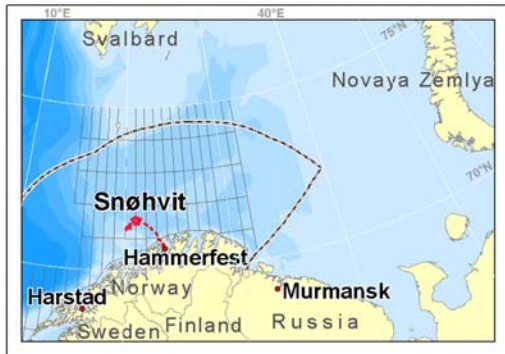 10°E
40°E
75°N
Svalbard
Novaya Zemlya
70°N
Snøhvit
Hammerfest
Harstad
Norway
Murmansk
Sweden
Finland
Russia